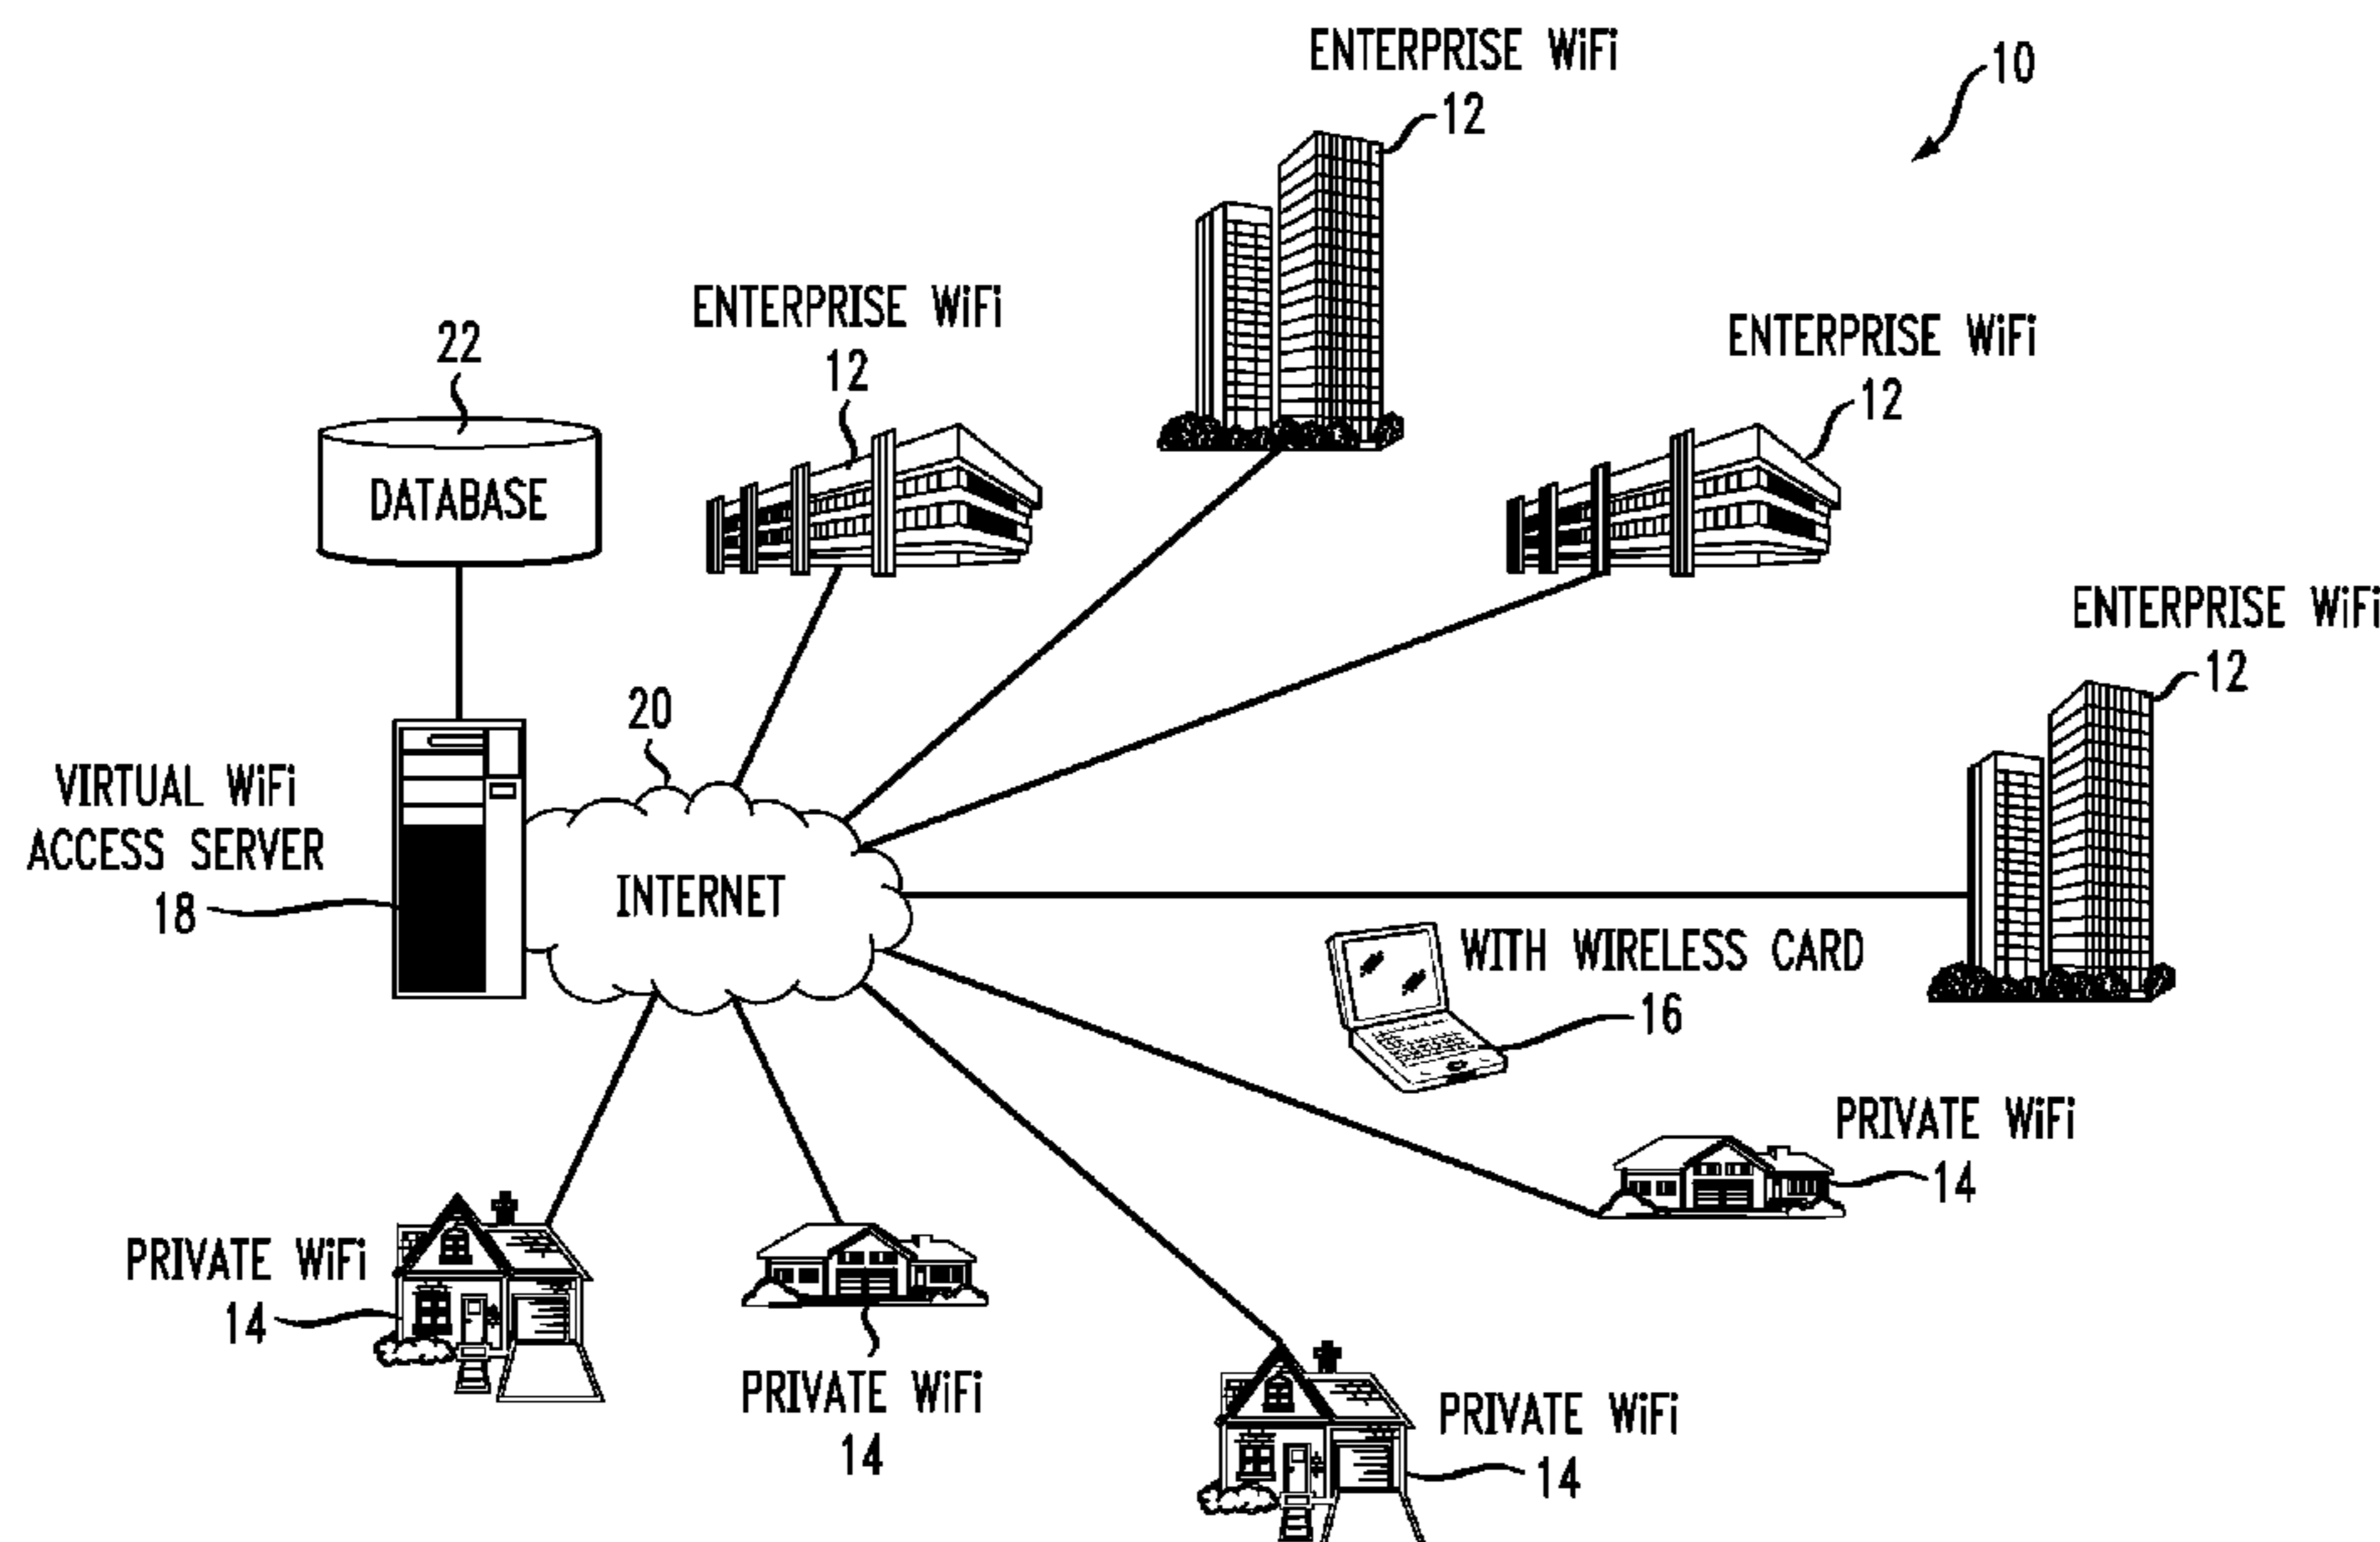 ENTERPRISE WiFi
12
10
ENTERPRISE WiFi
12
ENTERPRISE WiFi
12
22
DATABASE
ENTERPRISE WiFi
12
20
VIRTUAL WiFi
ACCESS SERVER
18
INTERNET
WITH WIRELESS CARD
16
PRIVATE WiFi
14
PRIVATE WiFi
14
PRIVATE WiFi
14
PRIVATE WiFi
14